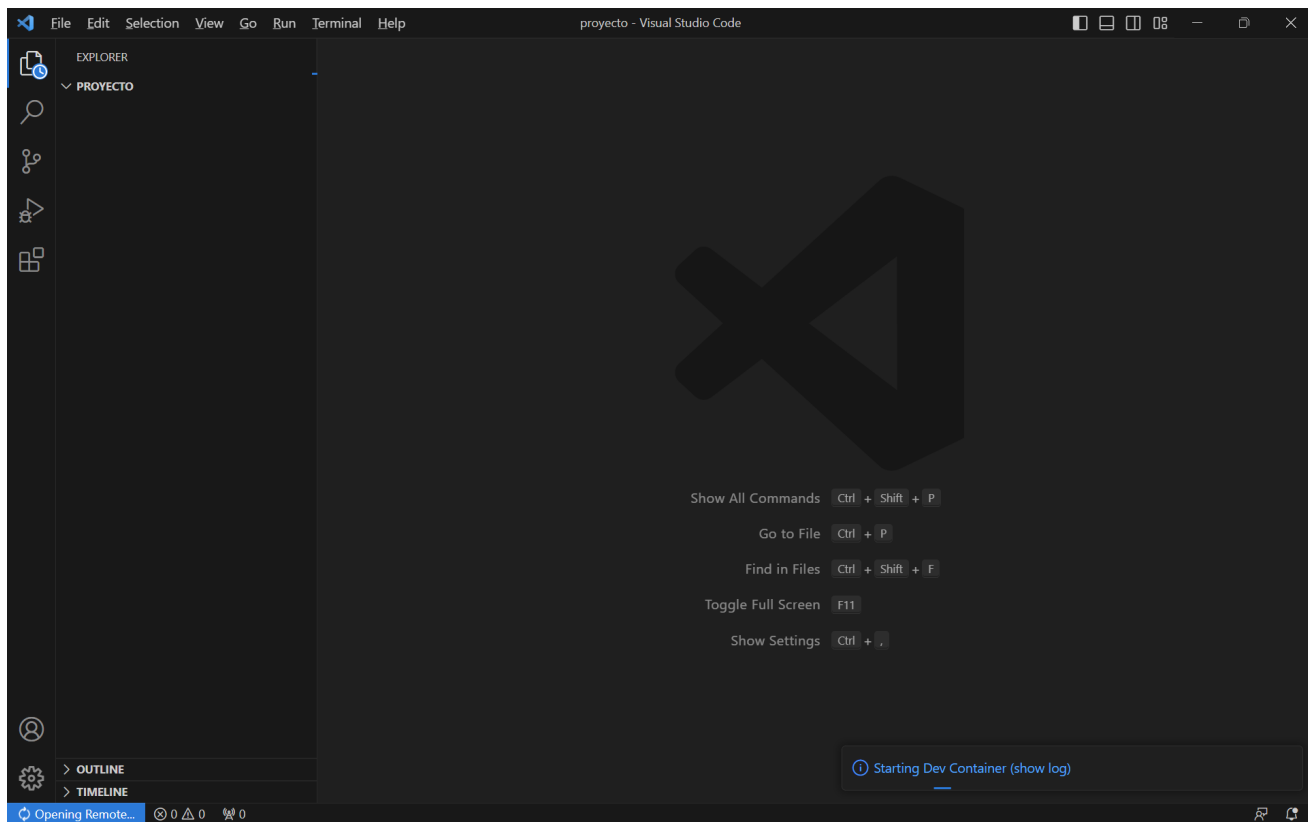 File Edit Selection View Go Run Terminal Help proyecto - Visual Studio Code
EXPLORER
PROYECTO
Show All Commands Ctrl + Shift + P
Go to File Ctrl + P
Find in Files Ctrl + Shift + F
Toggle Full Screen F11
Show Settings Ctrl + ,
OUTLINE
TIMELINE
Starting Dev Container (show log)
Opening Remote... 0 0 0